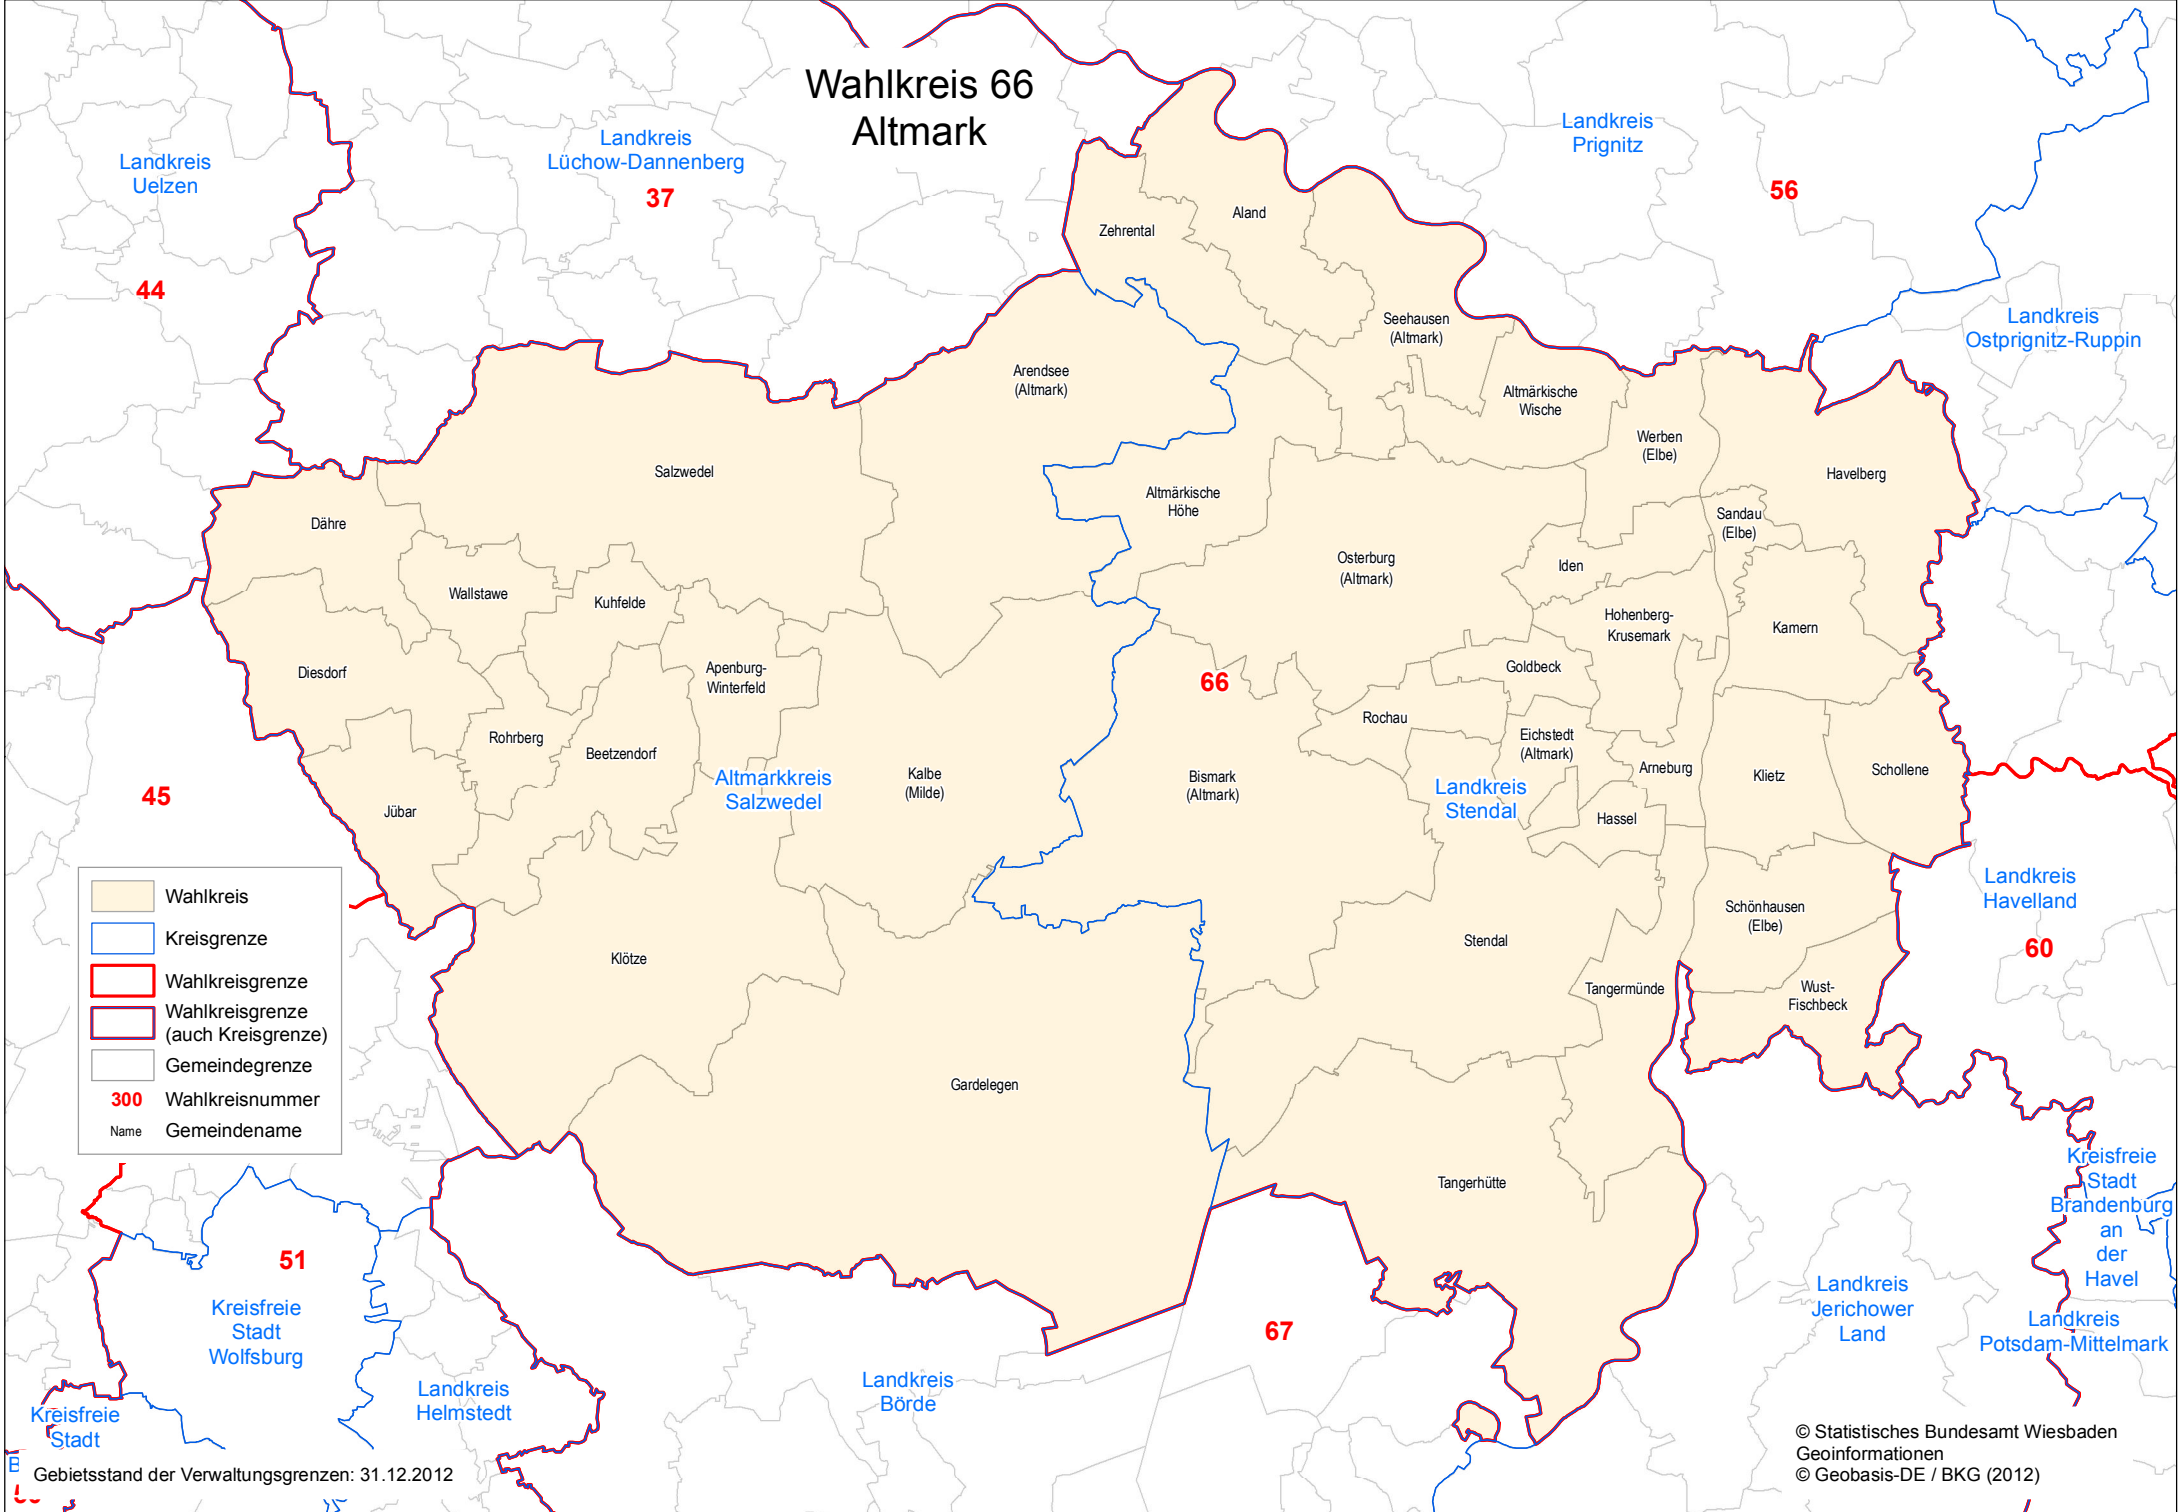 Wahlkreis 66
Altmark
Landkreis
Uelzen
Landkreis
Lüchow-Dannenberg
37
44
Landkreis
Prignitz
56
Landkreis
Ostprignitz-Ruppin
Zehrental
Aland
Seehausen
(Altmark)
Arendsee
(Altmark)
Altmärkische
Wische
Werben
(Elbe)
Havelberg
Salzwedel
Altmärkische
Höhe
Sandau
(Elbe)
Dähre
Osterburg
(Altmark)
Iden
Wallstawe
Kuhfelde
Hohenberg-
Krusemark
Kamern
Diesdorf
Apenburg-
Winterfeld
66
Goldbeck
Rochau
Rohrberg
Beetzendorf
Eichstedt
(Altmark)
Arneburg
Klietz
Schollene
Altmarkkreis
Salzwedel
Kalbe
(Milde)
Bismark
(Altmark)
Landkreis
Stendal
45
Jübar
Hassel
Landkreis
Havelland
60
Schönhausen
(Elbe)
Stendal
Klötze
Tangermünde
Wust-
Fischbeck
Gardelegen
Tangerhütte
Wahlkreis
Kreisgrenze
Wahlkreisgrenze
Wahlkreisgrenze
(auch Kreisgrenze)
Gemeindegrenze
300 Wahlkreisnummer
Name Gemeindename
Kreisfreie
Stadt
Brandenburg
an
der
Havel
51
Kreisfreie
Stadt
Wolfsburg
67
Landkreis
Jerichower
Land
Landkreis
Potsdam-Mittelmark
Landkreis
Helmstedt
Landkreis
Börde
Kreisfreie
Stadt
Gebietsstand der Verwaltungsgrenzen: 31.12.2012
© Statistisches Bundesamt Wiesbaden
Geoinformationen
© Geobasis-DE / BKG (2012)